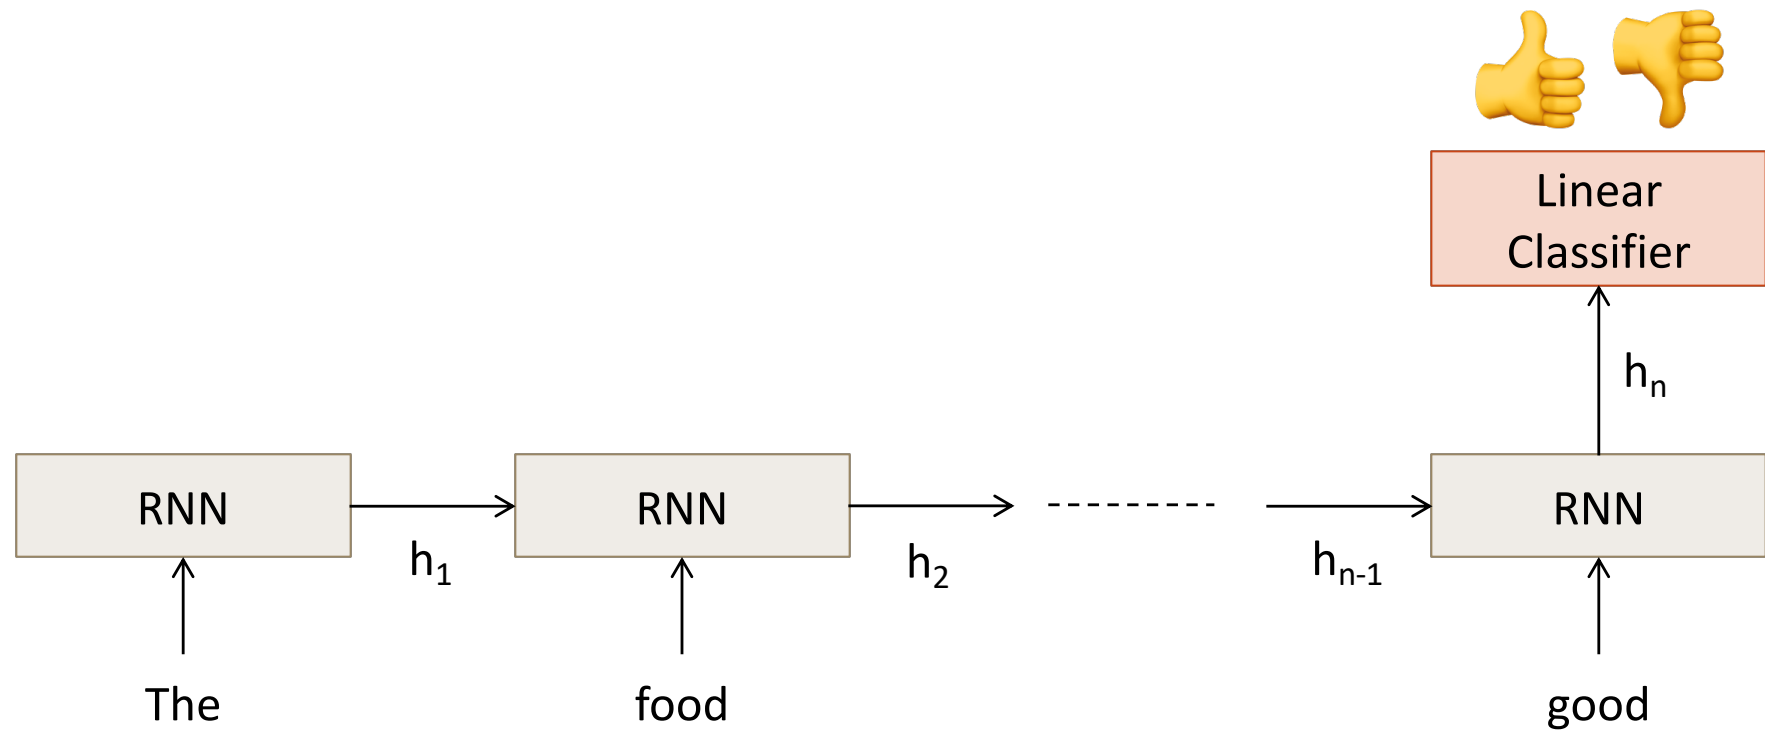 Linear
Classifier
hₙ
RNN
RNN
RNN
h₁
h₂
hₙ₋₁
The
food
good